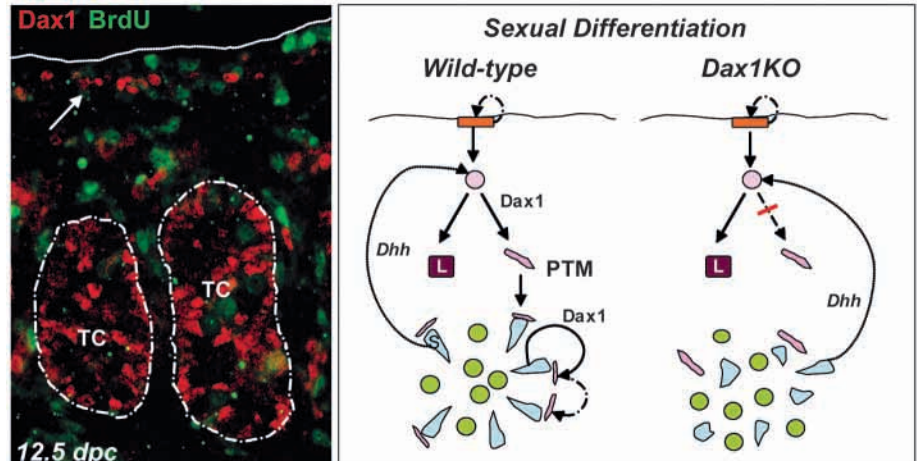 Dax1 BrdU
TC
TC
12.5 dpc
Sexual Differentiation
Wild-type
Dax1KO
Dax1
Dhh
L
PTM
Dax1
S
L
Dhh